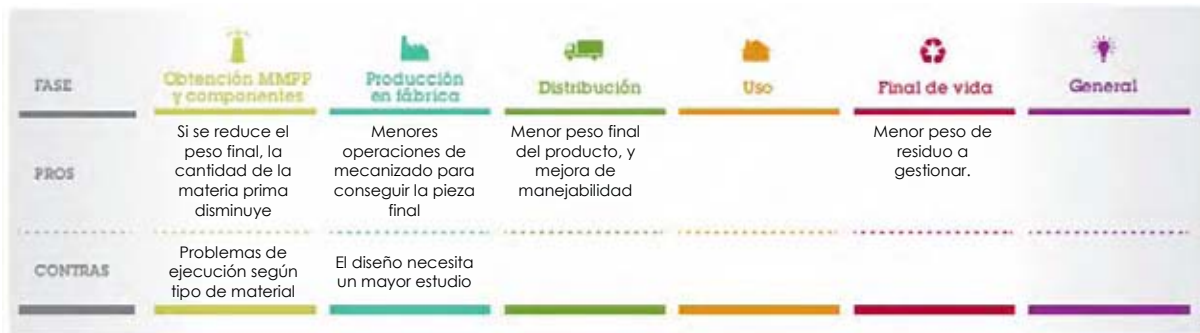 FASE
Obtención MMPP
y componentes
Producción
en fábrica
Distribución
Uso
Final de vida
General
PROS
Si se reduce el
peso final, la
cantidad de la
materia prima
disminuye
Menores
operaciones de
mecanizado para
conseguir la pieza
final
Menor peso final
del producto, y
mejora de
manejabilidad
Menor peso de
residuo a
gestionar.
CONTRAS
Problemas de
ejecución según
tipo de material
El diseño necesita
un mayor estudio